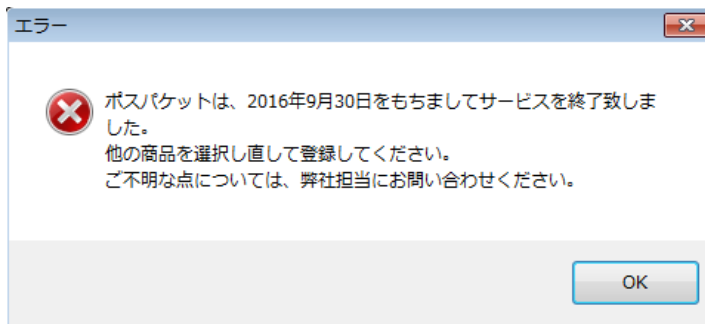 エラー
ポスパケットは、2016年9月30日をもちましてサービスを終了致しま
した。
他の商品を選択し直して登録してください。
ご不明な点については、弊社担当にお問い合わせください。
OK